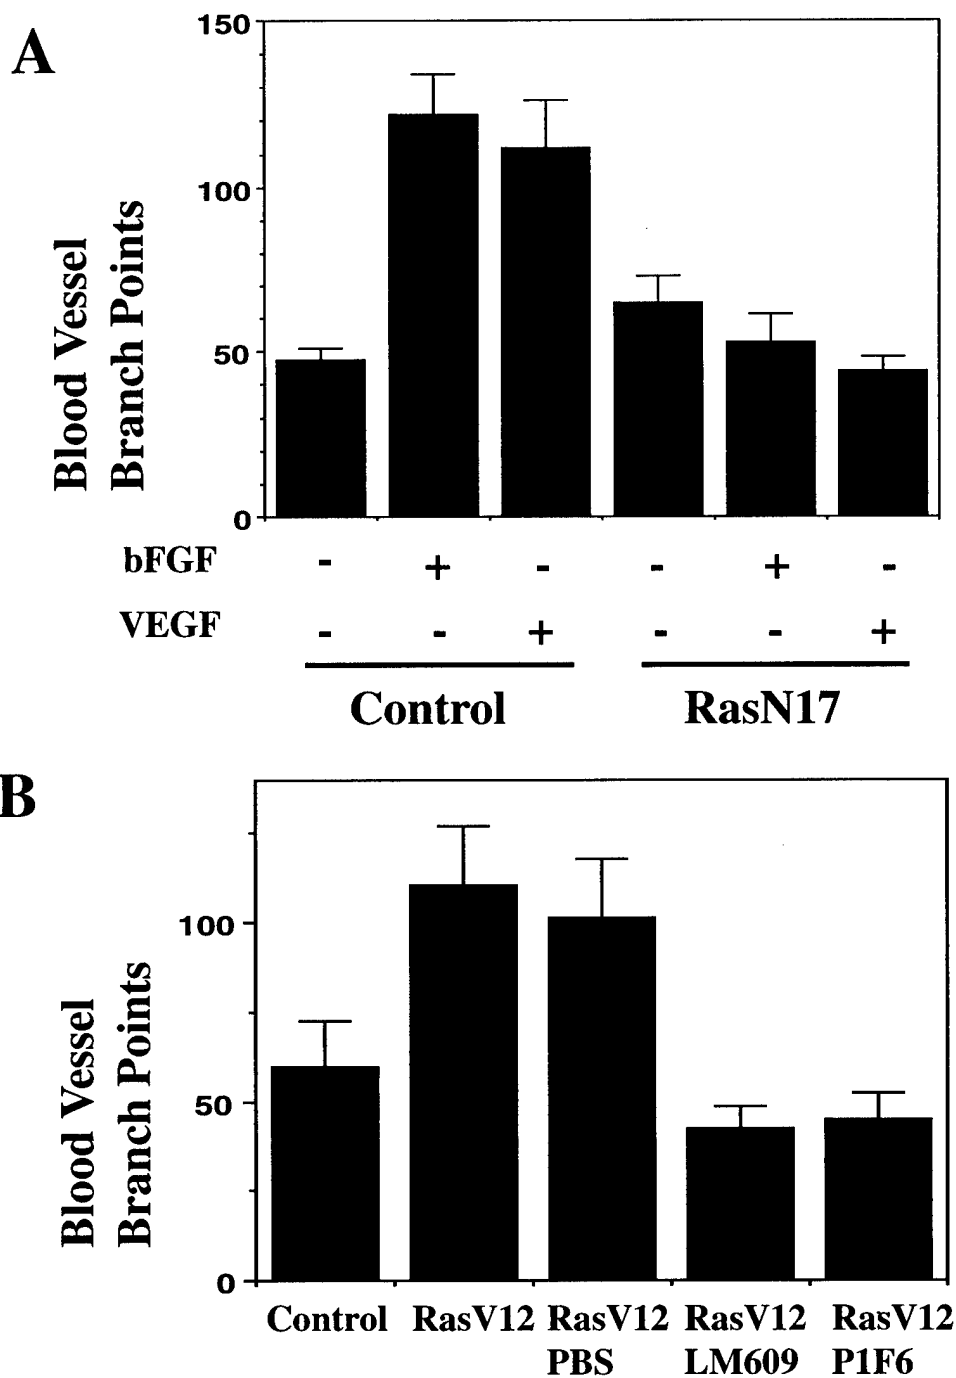 A
150
100
50
0
Blood Vessel
Branch Points
bFGF - + - - + -
VEGF - - + - - +
Control RasN17
B
100
50
0
Blood Vessel
Branch Points
Control RasV12 RasV12 RasV12 RasV12
PBS LM609 P1F6